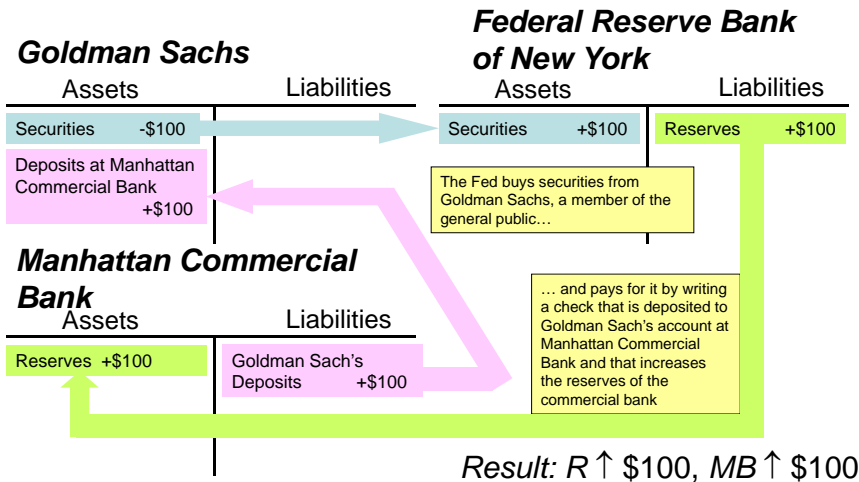 Goldman Sachs
Assets Liabilities
Securities -$100
Deposits at Manhattan
Commercial Bank
+$100
Federal Reserve Bank
of New York
Assets Liabilities
Securities +$100
Reserves +$100
The Fed buys securities from
Goldman Sachs, a member of the
general public…
Manhattan Commercial
Bank
Assets Liabilities
Reserves +$100
Goldman Sach's
Deposits +$100
… and pays for it by writing
a check that is deposited to
Goldman Sach's account at
Manhattan Commercial
Bank and that increases
the reserves of the
commercial bank
Result: R ↑ $100, MB ↑ $100